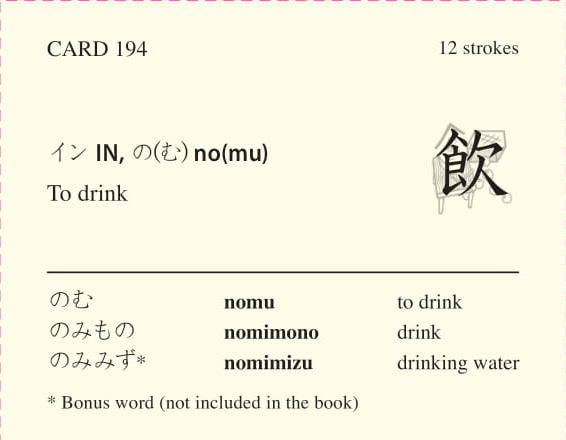 CARD 194 12 strokes
イン IN, の(む) no(mu) 飲
To drink
のむ nomu to drink
のみもの nomimono drink
のみみず* nomimizu drinking water
* Bonus word (not included in the book)